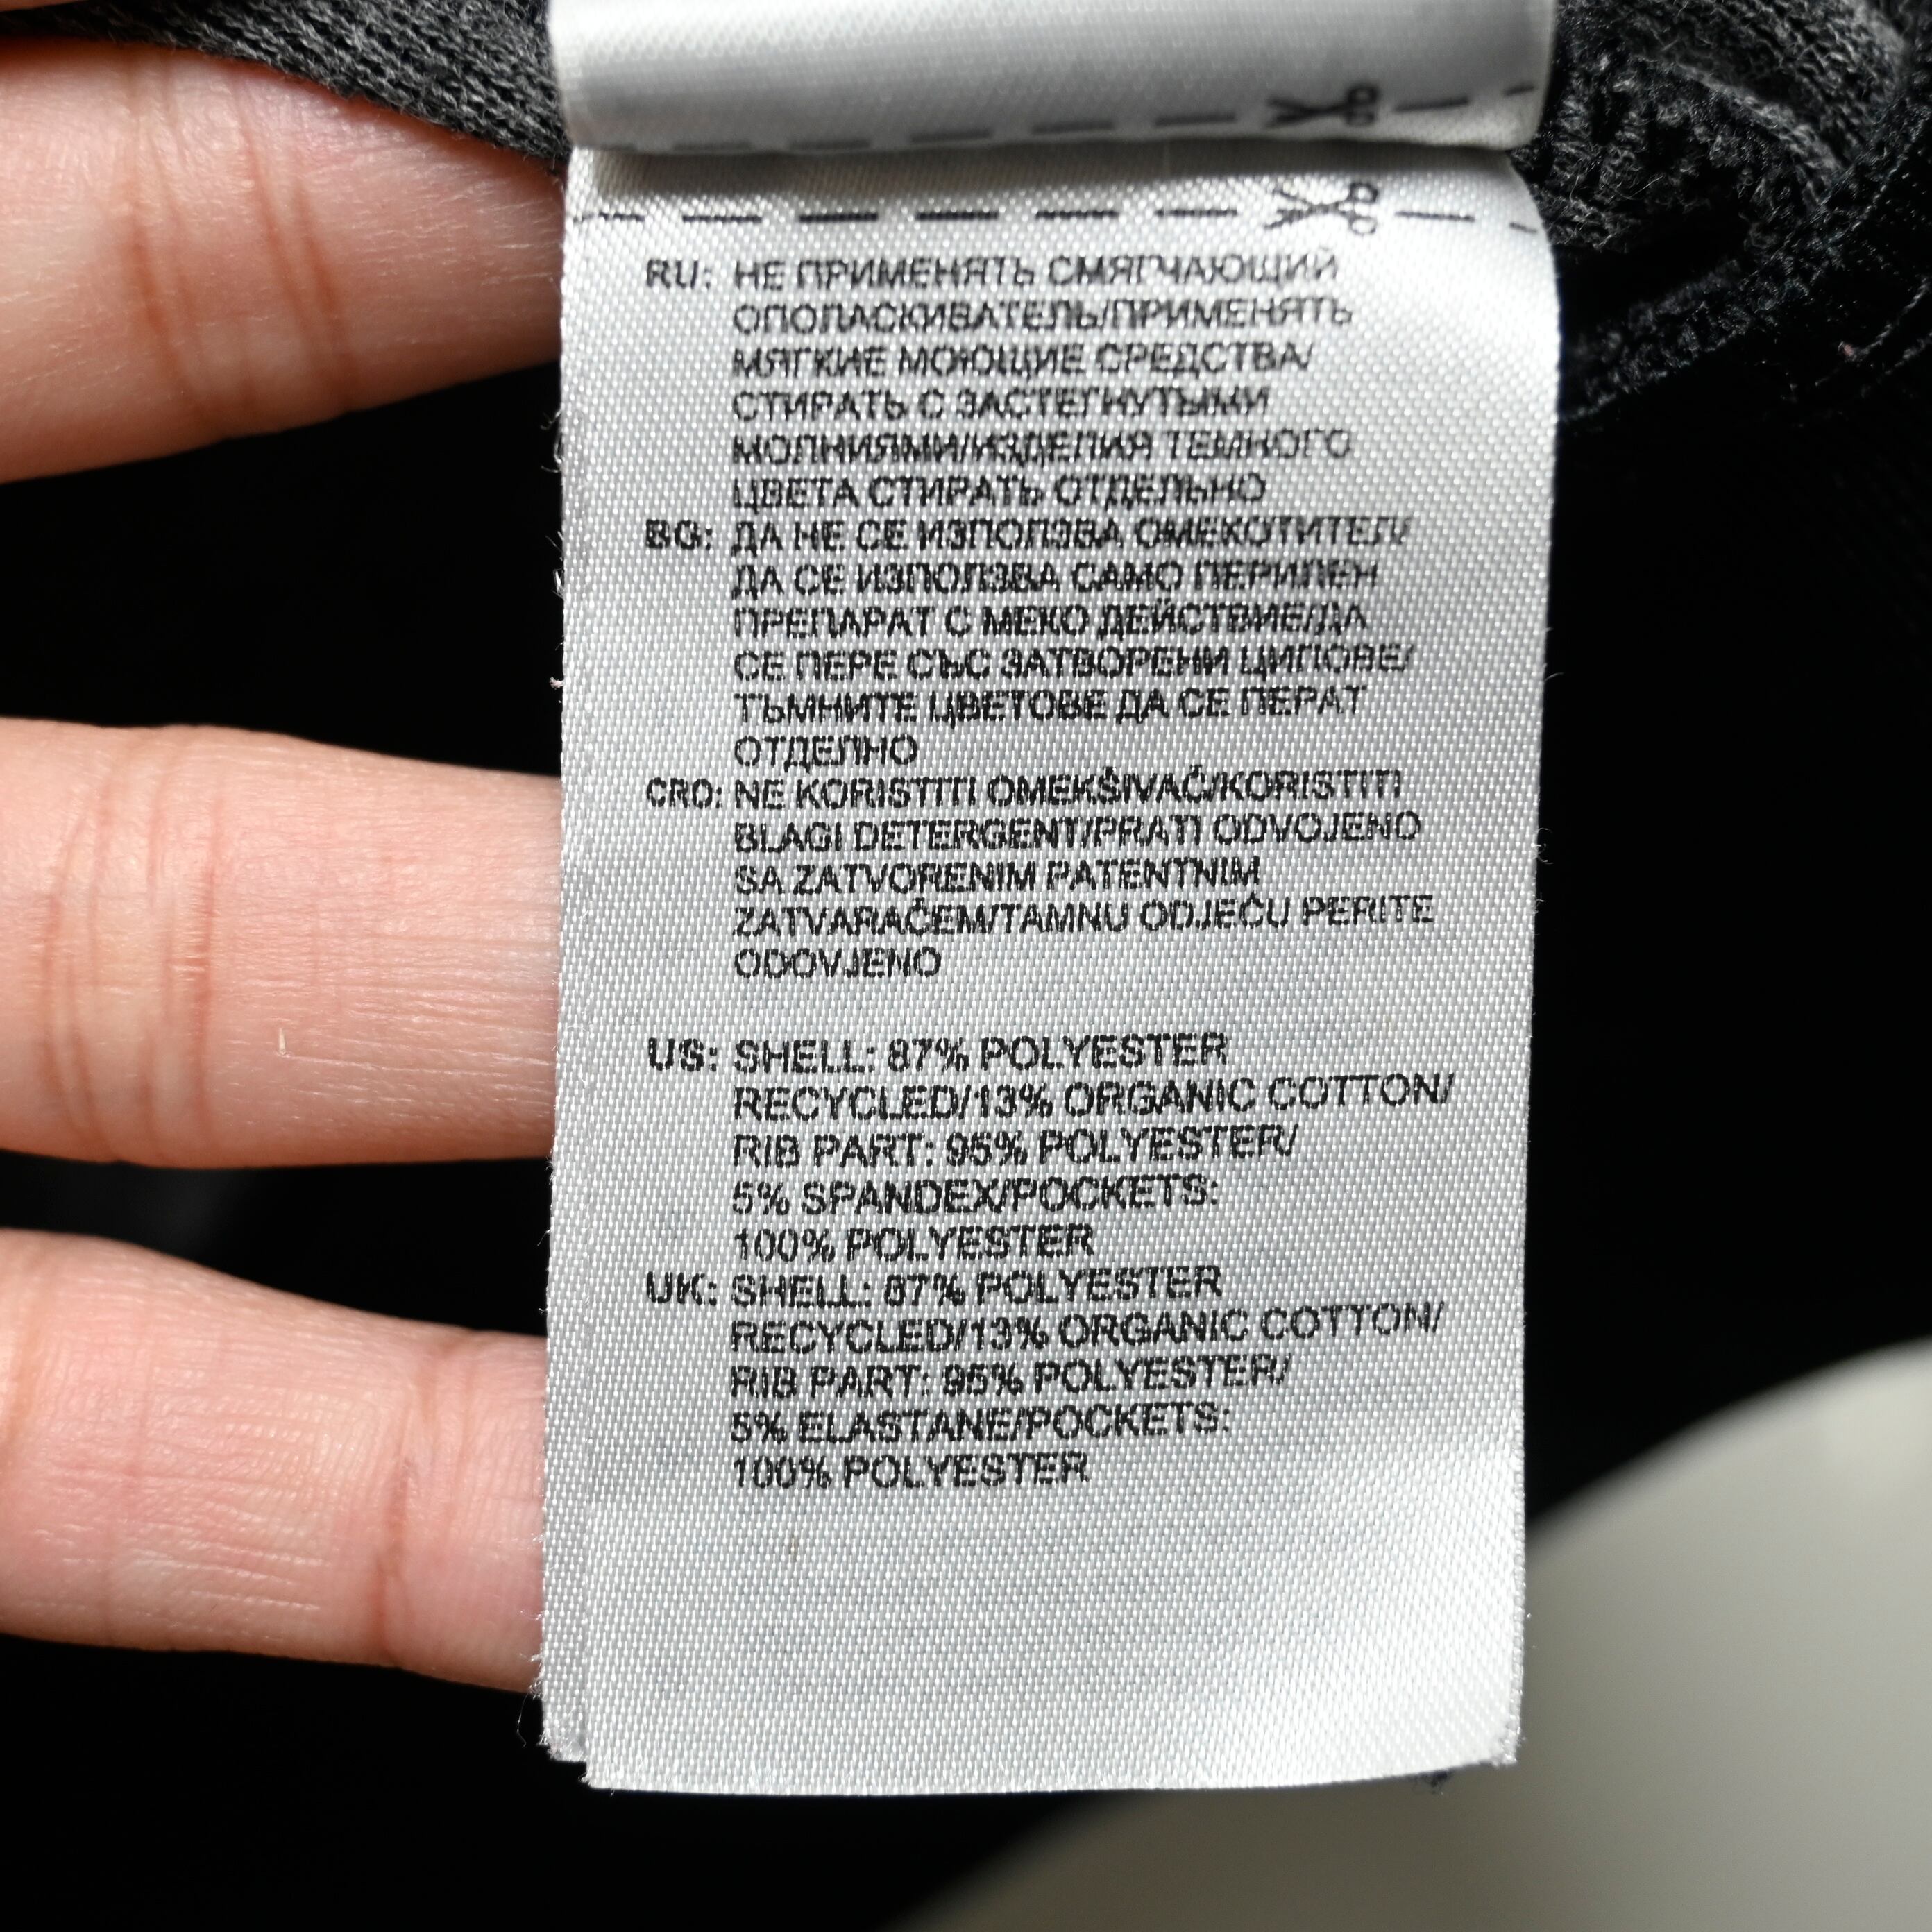 RU: НЕ ПРИМЕНЯТЬ СМЯГЧАЮЩИЙ
ОПОЛАСКИВАТЕЛЬ/ПРИМЕНЯТЬ
МЯГКИЕ МОЮЩИЕ СРЕДСТВА/
СТИРАТЬ С ЗАСТЕГНУТЫМИ
МОЛНИЯМИ/ИЗДЕЛИЯ ТЕМНОГО
ЦВЕТА СТИРАТЬ ОТДЕЛЬНО
BG: ДА НЕ СЕ ИЗПОЛЗВА ОМЕКОТИТЕЛ/
ДА СЕ ИЗПОЛЗВА САМО ПЕРИЛЕН
ПРЕПАРАТ С МЕКО ДЕЙСТВИЕ/ДА
СЕ ПЕРЕ СЪС ЗАТВОРЕНИ ЦИПОВЕ/
ТЪМНИТЕ ЦВЕТОВЕ ДА СЕ ПЕРАТ
ОТДЕЛНО
CRO: NE KORISTITI OMEKŠIVAČ/KORISTITI
BLAGI DETERGENT/PRATI ODVOJENO
SA ZATVORENIM PATENTNIM
ZATVARAČEM/TAMNU ODJEĆU PERITE
ODOVJENO
US: SHELL: 87% POLYESTER
RECYCLED/13% ORGANIC COTTON/
RIB PART: 95% POLYESTER/
5% SPANDEX/POCKETS:
100% POLYESTER
UK: SHELL: 87% POLYESTER
RECYCLED/13% ORGANIC COTTON/
RIB PART: 95% POLYESTER/
5% ELASTANE/POCKETS:
100% POLYESTER